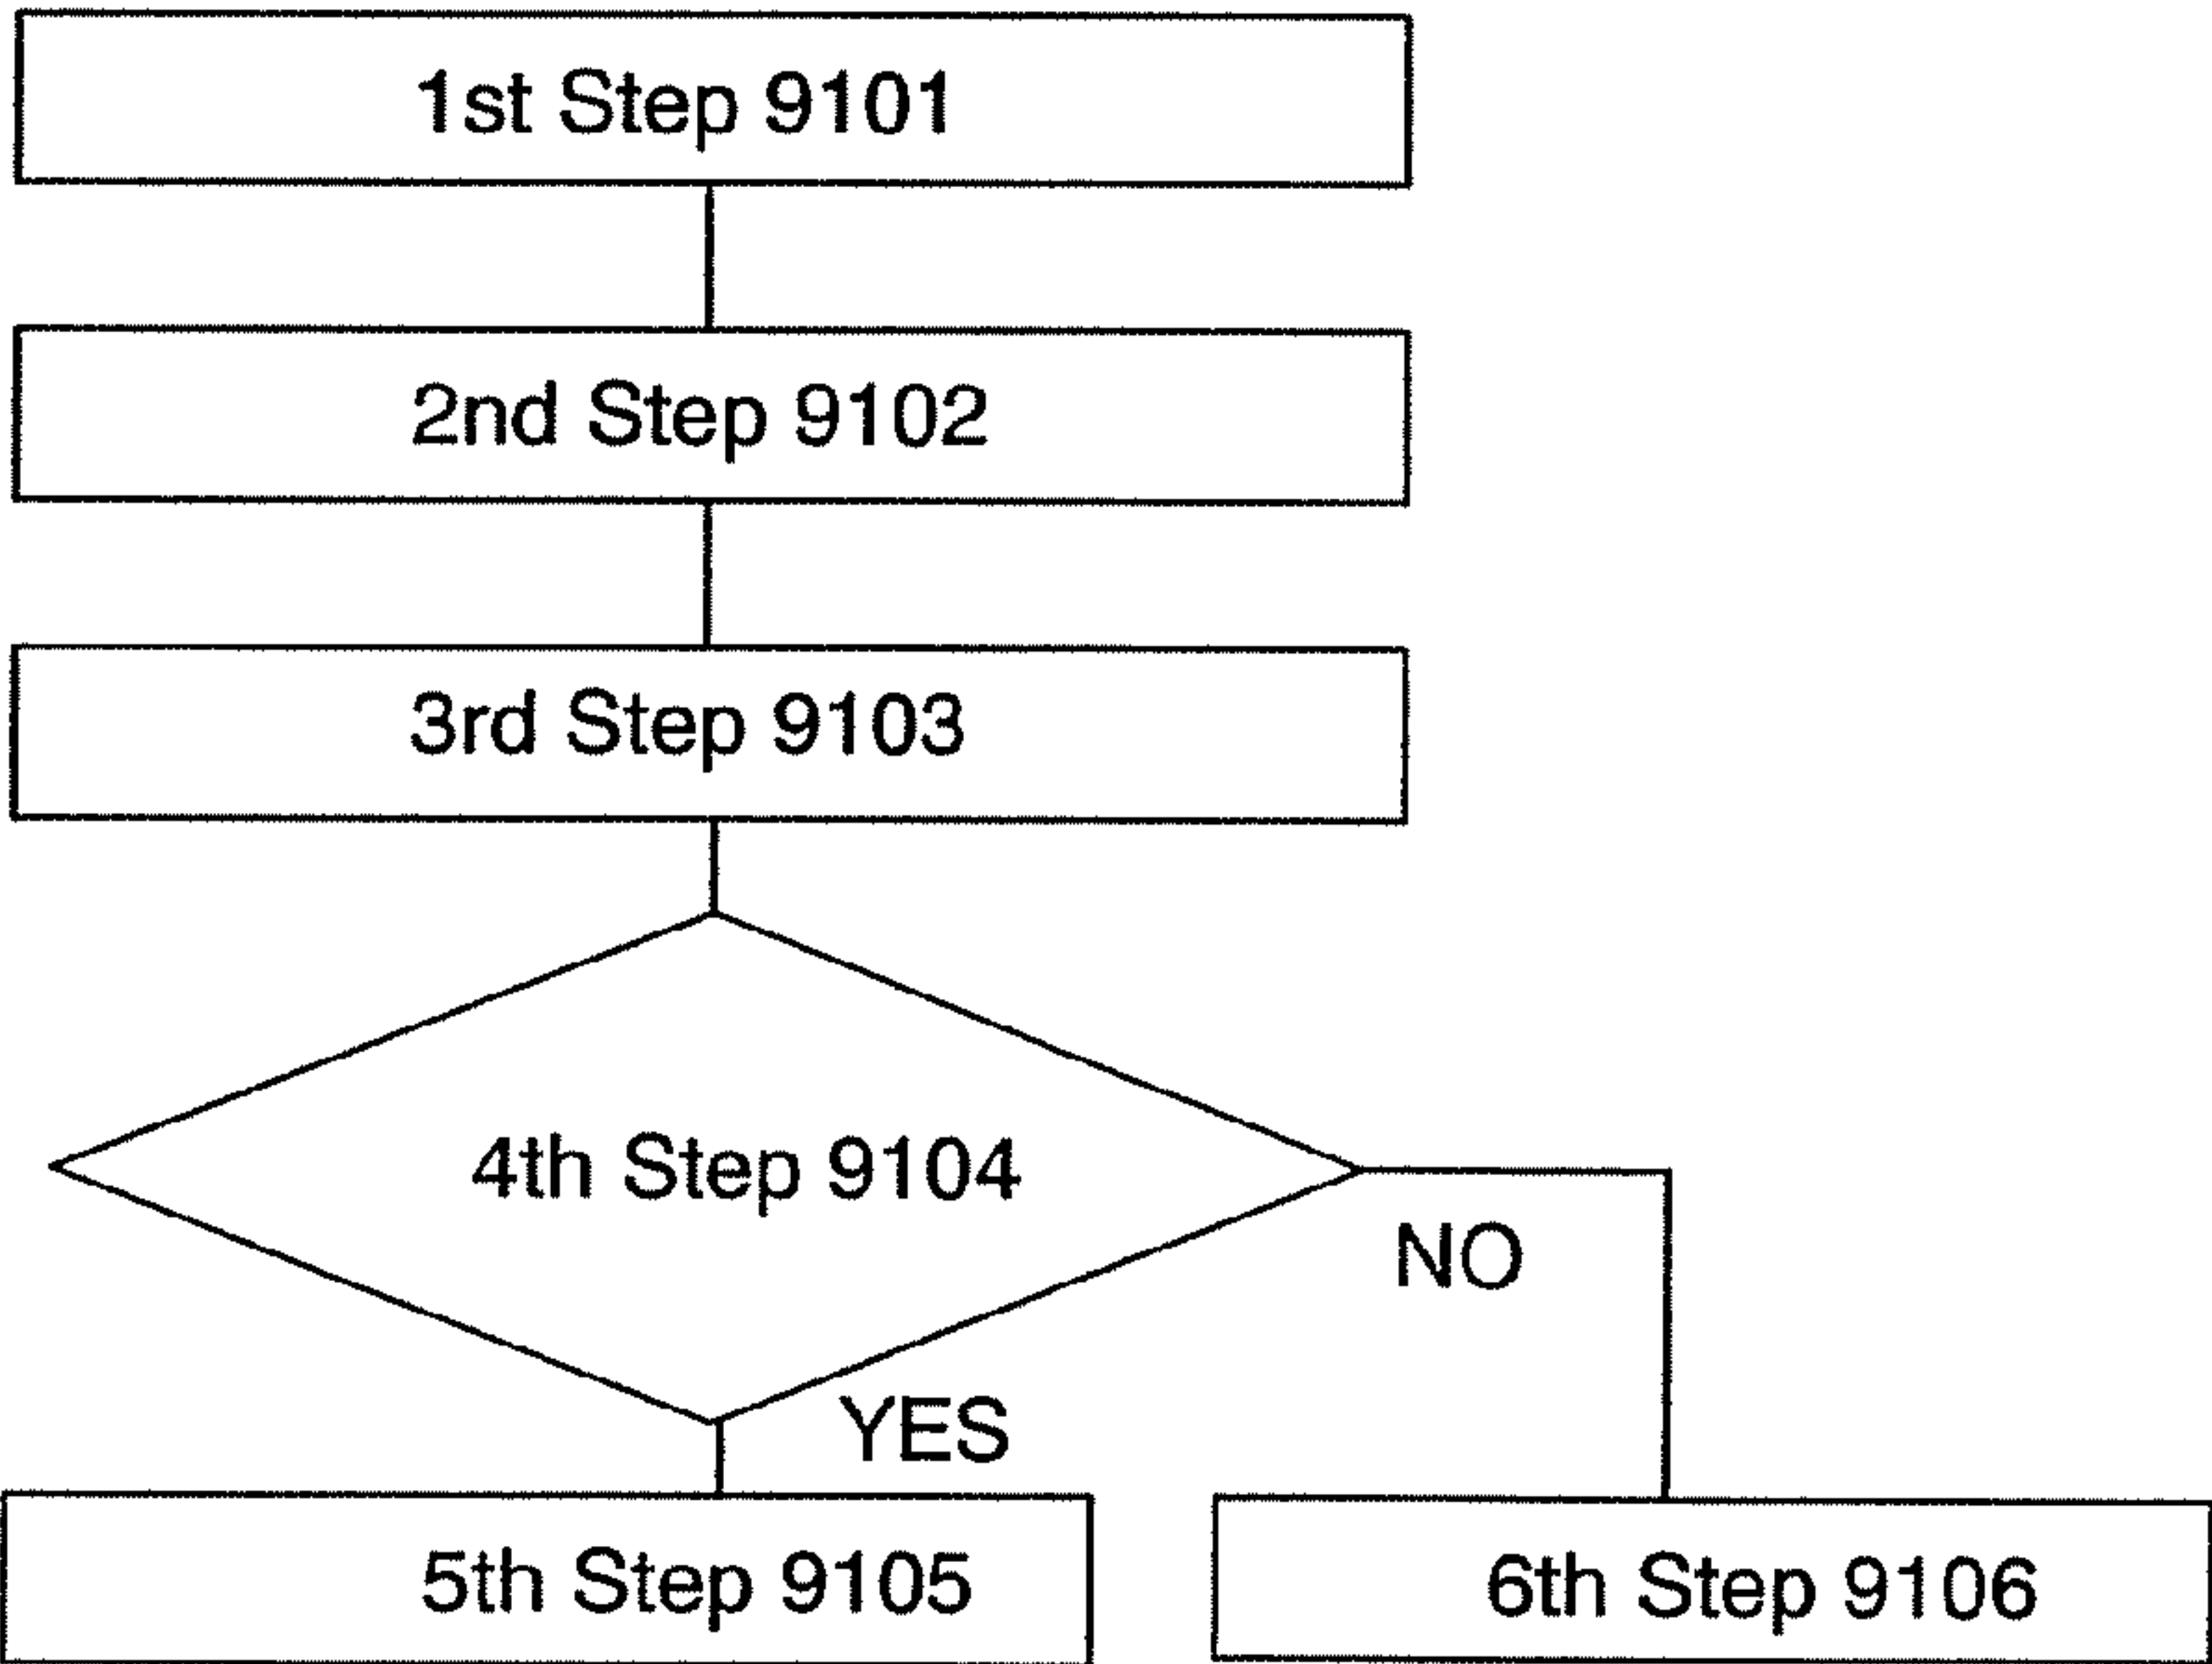 1st Step 9101
2nd Step 9102
3rd Step 9103
4th Step 9104
NO
YES
5th Step 9105
6th Step 9106